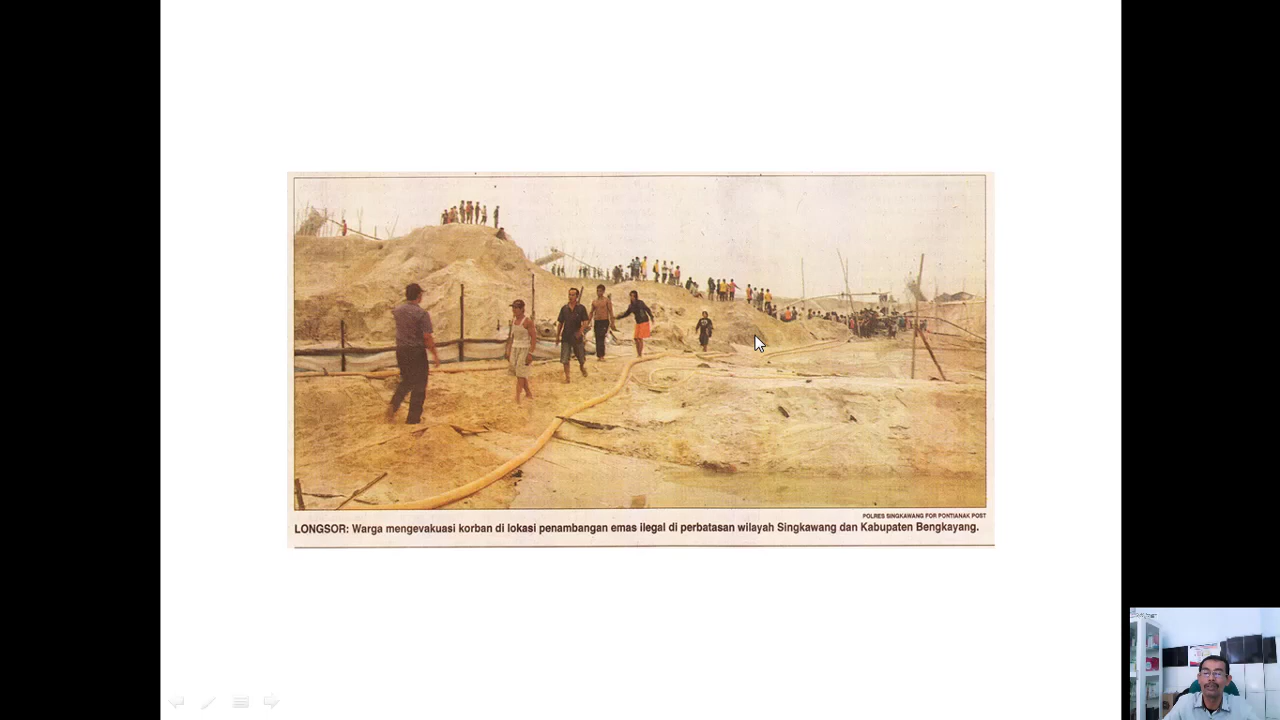 POLRES SINGKAWANG FOR PONTIANAK POST
LONGSOR: Warga mengevakuasi korban di lokasi penambangan emas ilegal di perbatasan wilayah Singkawang dan Kabupaten Bengkayang.